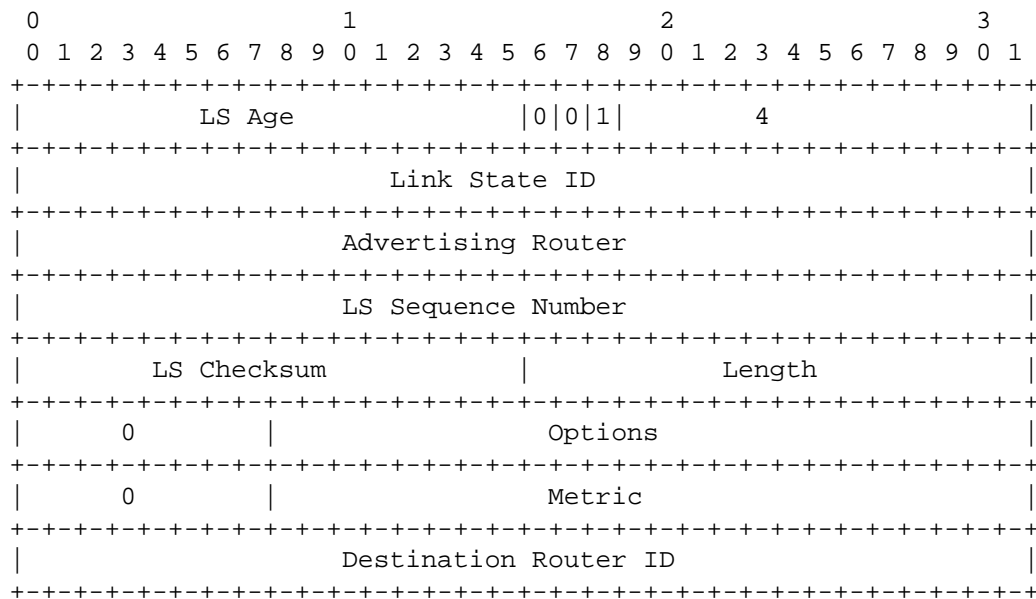 0                   1                   2                   3
 0 1 2 3 4 5 6 7 8 9 0 1 2 3 4 5 6 7 8 9 0 1 2 3 4 5 6 7 8 9 0 1
+-+-+-+-+-+-+-+-+-+-+-+-+-+-+-+-+-+-+-+-+-+-+-+-+-+-+-+-+-+-+-+-+
|           LS Age              |0|0|1|         4               |
+-+-+-+-+-+-+-+-+-+-+-+-+-+-+-+-+-+-+-+-+-+-+-+-+-+-+-+-+-+-+-+-+
|                       Link State ID                           |
+-+-+-+-+-+-+-+-+-+-+-+-+-+-+-+-+-+-+-+-+-+-+-+-+-+-+-+-+-+-+-+-+
|                    Advertising Router                         |
+-+-+-+-+-+-+-+-+-+-+-+-+-+-+-+-+-+-+-+-+-+-+-+-+-+-+-+-+-+-+-+-+
|                    LS Sequence Number                         |
+-+-+-+-+-+-+-+-+-+-+-+-+-+-+-+-+-+-+-+-+-+-+-+-+-+-+-+-+-+-+-+-+
|        LS Checksum            |            Length             |
+-+-+-+-+-+-+-+-+-+-+-+-+-+-+-+-+-+-+-+-+-+-+-+-+-+-+-+-+-+-+-+-+
|      0        |                 Options                       |
+-+-+-+-+-+-+-+-+-+-+-+-+-+-+-+-+-+-+-+-+-+-+-+-+-+-+-+-+-+-+-+-+
|      0        |                 Metric                        |
+-+-+-+-+-+-+-+-+-+-+-+-+-+-+-+-+-+-+-+-+-+-+-+-+-+-+-+-+-+-+-+-+
|                    Destination Router ID                      |
+-+-+-+-+-+-+-+-+-+-+-+-+-+-+-+-+-+-+-+-+-+-+-+-+-+-+-+-+-+-+-+-+